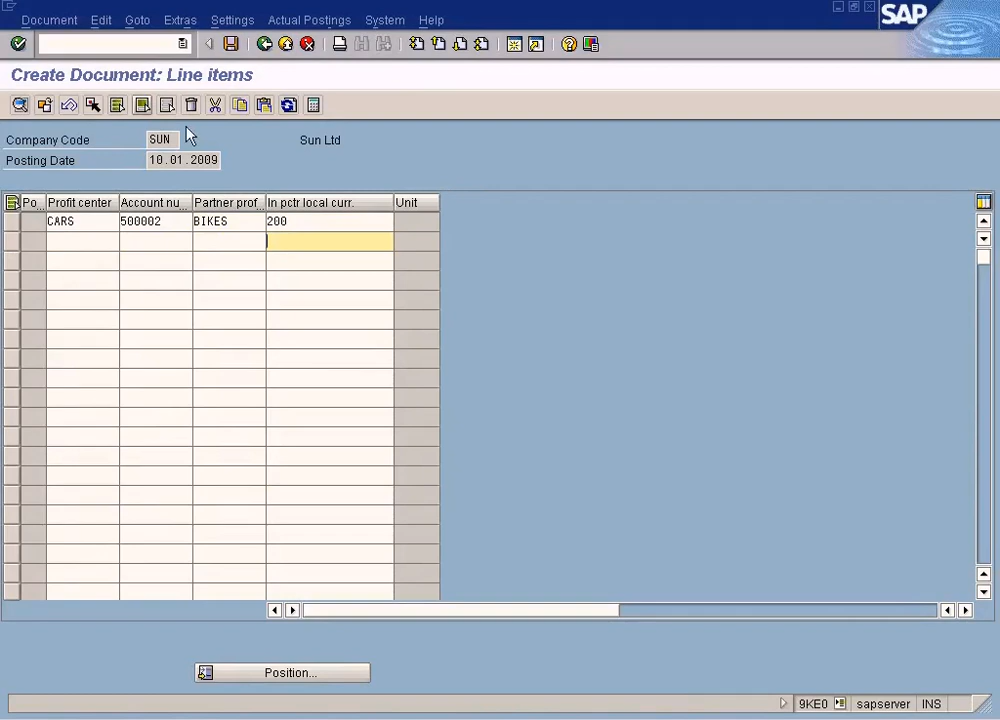 Document Edit Goto Extras Settings Actual Postings System Help
SAP
Create Document: Line items
Company Code SUN Sun Ltd
Posting Date 10.01.2009
Po... Profit center Account nu... Partner prof... In pctr local curr. Unit
CARS 500002 BIKES 200
Position...
9KE0 sapserver INS